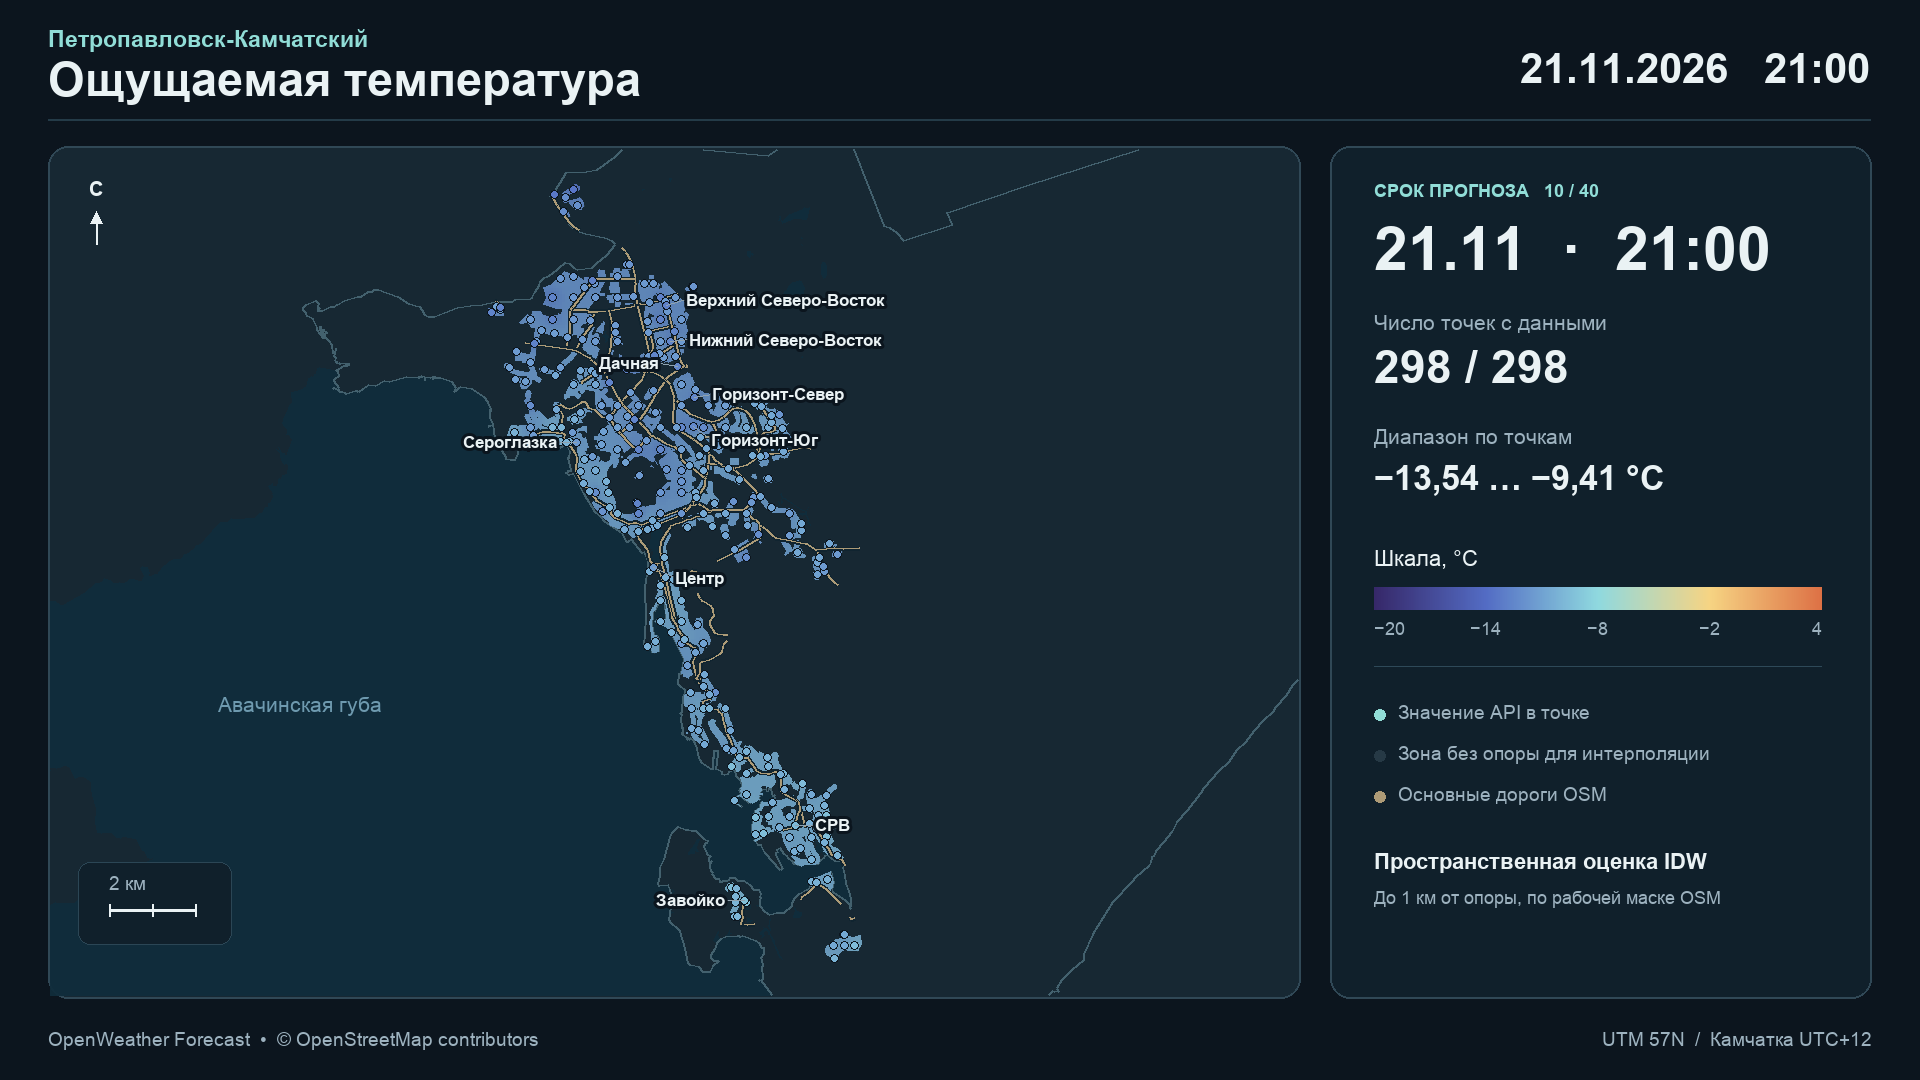 Петропавловск-Камчатский
Ощущаемая температура
21.11.2026 21:00
С
Верхний Северо-Восток
Нижний Северо-Восток
Дачная
Горизонт-Север
Сероглазка
Горизонт-Юг
Центр
Авачинская губа
СРВ
Завойко
2 км
СРОК ПРОГНОЗА 10 / 40
21.11 · 21:00
Число точек с данными
298 / 298
Диапазон по точкам
−13,54 … −9,41 °C
Шкала, °C
−20 −14 −8 −2 4
Значение API в точке
Зона без опоры для интерполяции
Основные дороги OSM
Пространственная оценка IDW
До 1 км от опоры, по рабочей маске OSM
OpenWeather Forecast • © OpenStreetMap contributors
UTM 57N / Камчатка UTC+12